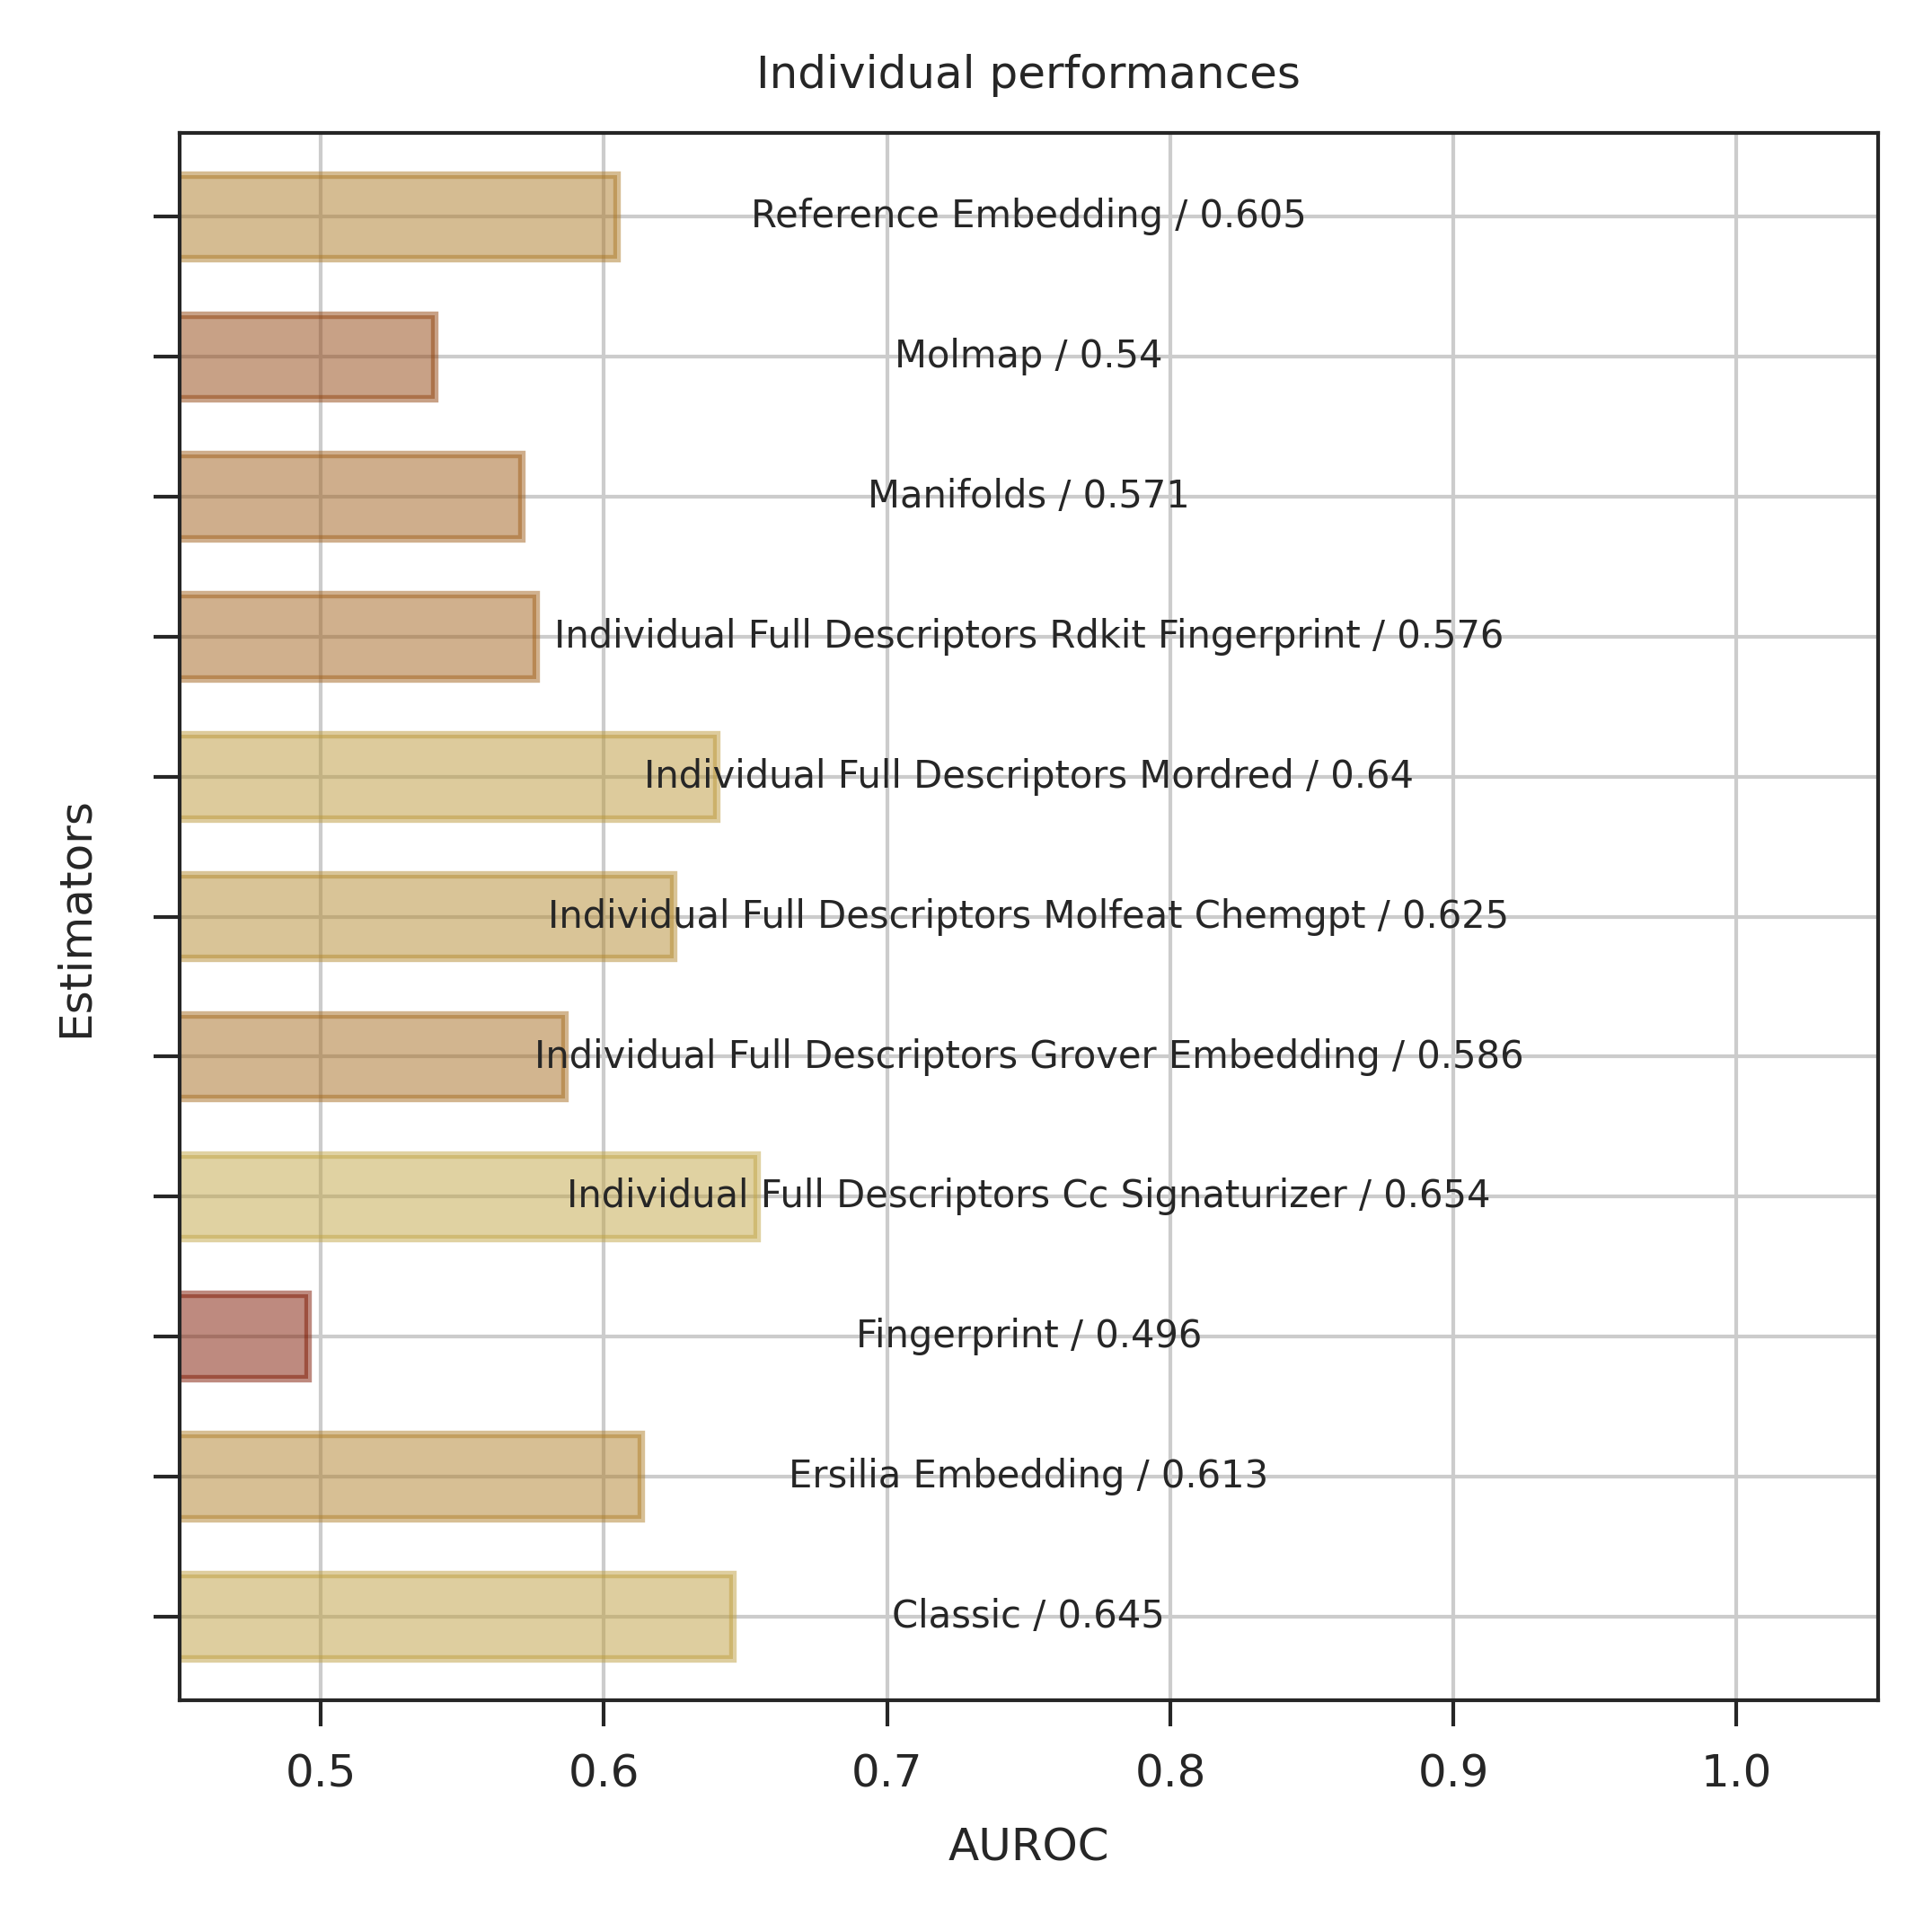 Individual performances
Reference Embedding / 0.605
Molmap / 0.54
Manifolds / 0.571
Individual Full Descriptors Rdkit Fingerprint / 0.576
Individual Full Descriptors Mordred / 0.64
Individual Full Descriptors Molfeat Chemgpt / 0.625
Individual Full Descriptors Grover Embedding / 0.586
Individual Full Descriptors Cc Signaturizer / 0.654
Fingerprint / 0.496
Ersilia Embedding / 0.613
Classic / 0.645
Estimators
0.5 0.6 0.7 0.8 0.9 1.0
AUROC